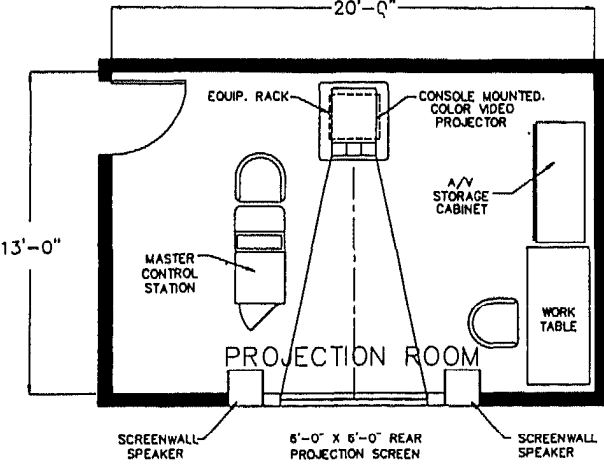 20'-0"
EQUIP. RACK
CONSOLE MOUNTED.
COLOR VIDEO
PROJECTOR
A/V
STORAGE
CABINET
13'-0"
MASTER
CONTROL
STATION
WORK
TABLE
PROJECTION ROOM
SCREENWALL
SPEAKER
6'-0" X 6'-0" REAR
PROJECTION SCREEN
SCREENWALL
SPEAKER